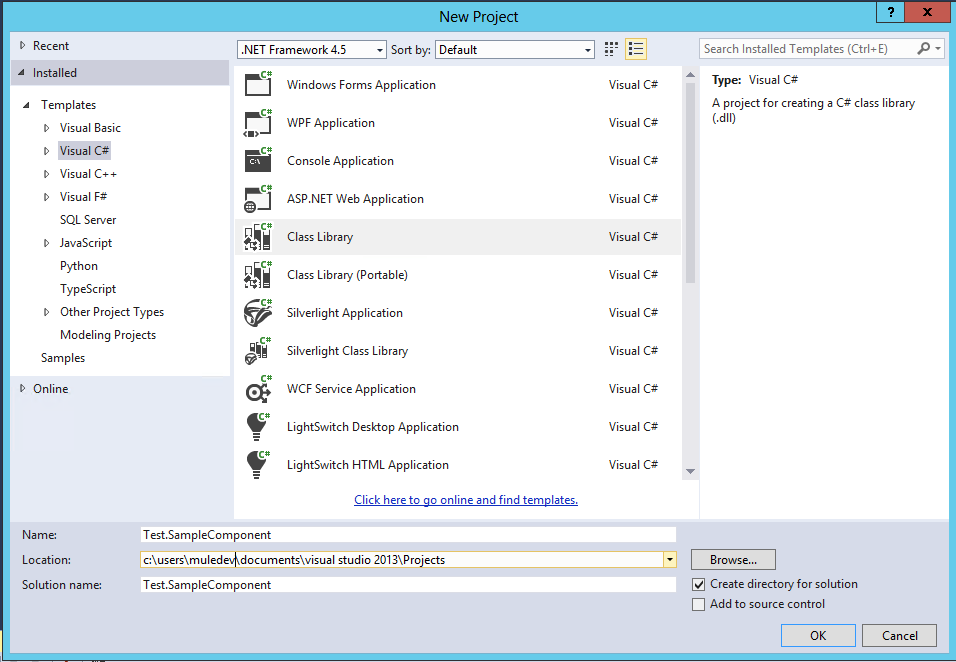 New Project
?
x
Recent
Installed
Templates
Visual Basic
Visual C#
Visual C++
Visual F#
SQL Server
JavaScript
Python
TypeScript
Other Project Types
Modeling Projects
Samples
Online
.NET Framework 4.5
Sort by: Default
Search Installed Templates (Ctrl+E)
C# Windows Forms Application Visual C#
C# WPF Application Visual C#
C# C:\ Console Application Visual C#
C# ASP.NET Web Application Visual C#
C# Class Library Visual C#
C# Class Library (Portable) Visual C#
C# Silverlight Application Visual C#
C# Silverlight Class Library Visual C#
C# WCF Service Application Visual C#
C# LightSwitch Desktop Application Visual C#
C# LightSwitch HTML Application Visual C#
Click here to go online and find templates.
Type: Visual C#
A project for creating a C# class library
(.dll)
Name: Test.SampleComponent
Location: c:\users\muledev\documents\visual studio 2013\Projects
Browse...
Solution name: Test.SampleComponent
Create directory for solution
Add to source control
OK
Cancel